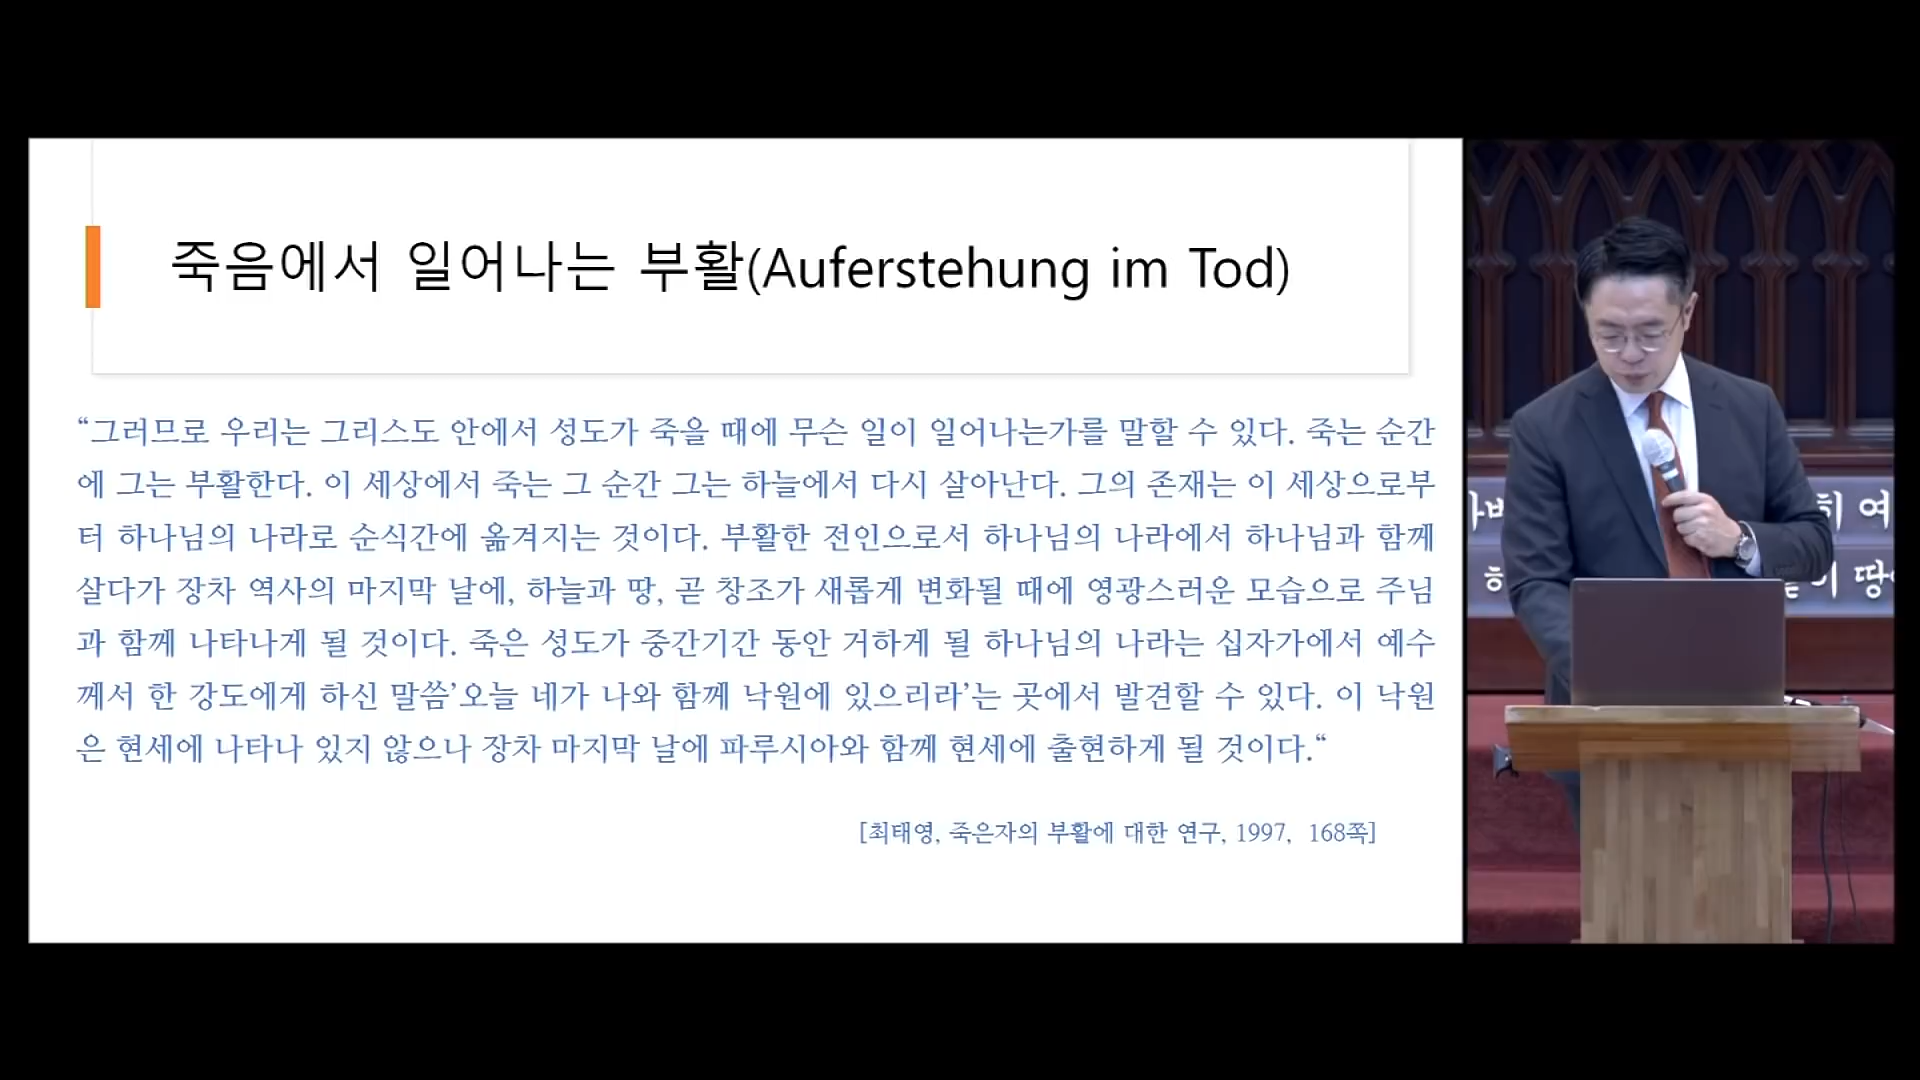 죽음에서 일어나는 부활(Auferstehung im Tod)
“그러므로 우리는 그리스도 안에서 성도가 죽을 때에 무슨 일이 일어나는가를 말할 수 있다. 죽는 순간
에 그는 부활한다. 이 세상에서 죽는 그 순간 그는 하늘에서 다시 살아난다. 그의 존재는 이 세상으로부
터 하나님의 나라로 순식간에 옮겨지는 것이다. 부활한 전인으로서 하나님의 나라에서 하나님과 함께
살다가 장차 역사의 마지막 날에, 하늘과 땅, 곧 창조가 새롭게 변화될 때에 영광스러운 모습으로 주님
과 함께 나타나게 될 것이다. 죽은 성도가 중간기간 동안 거하게 될 하나님의 나라는 십자가에서 예수
께서 한 강도에게 하신 말씀’오늘 네가 나와 함께 낙원에 있으리라’는 곳에서 발견할 수 있다. 이 낙원
은 현세에 나타나 있지 않으나 장차 마지막 날에 파루시아와 함께 현세에 출현하게 될 것이다.“
[최태영, 죽은자의 부활에 대한 연구, 1997, 168쪽]
히 여
이 땅